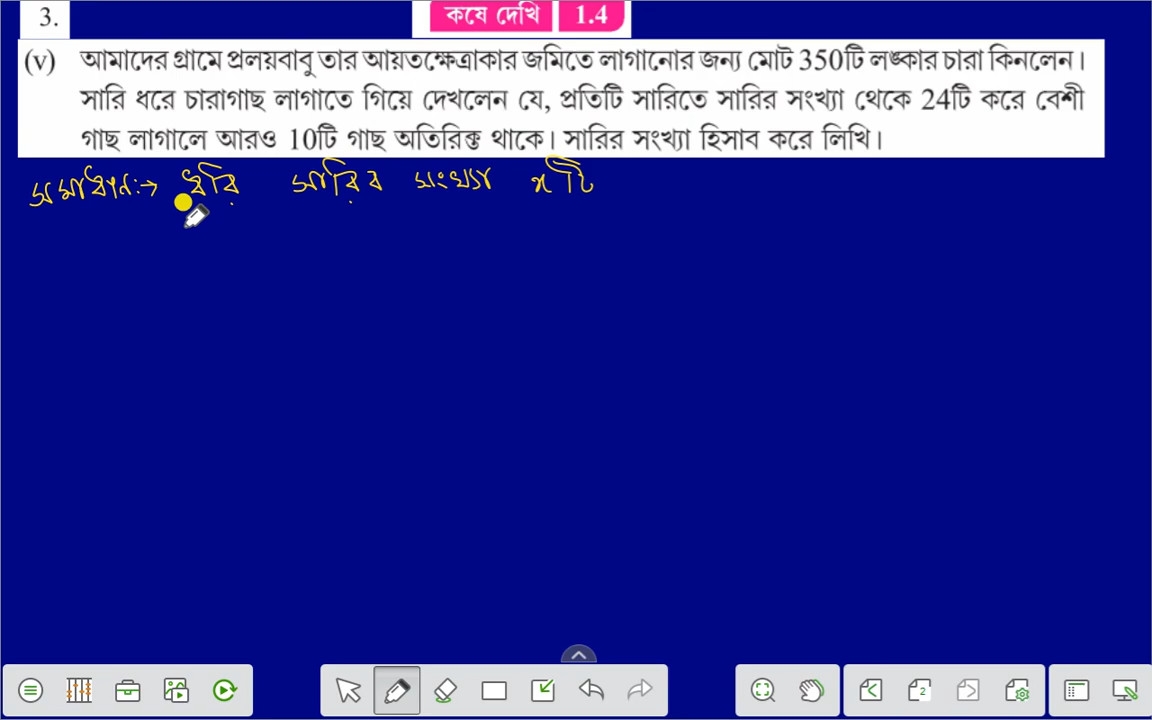 3.
কষে দেখি 1.4
(v) আমাদের গ্রামে প্রলয়বাবু তার আয়তক্ষেত্রাকার জমিতে লাগানোর জন্য মোট 350টি লঙ্কার চারা কিনলেন।
সারি ধরে চারাগাছ লাগাতে গিয়ে দেখলেন যে, প্রতিটি সারিতে সারির সংখ্যা থেকে 24টি করে বেশী
গাছ লাগালে আরও 10টি গাছ অতিরিক্ত থাকে। সারির সংখ্যা হিসাব করে লিখি।
সমাধান:→ ধরি সারির সংখ্যা x টি
2